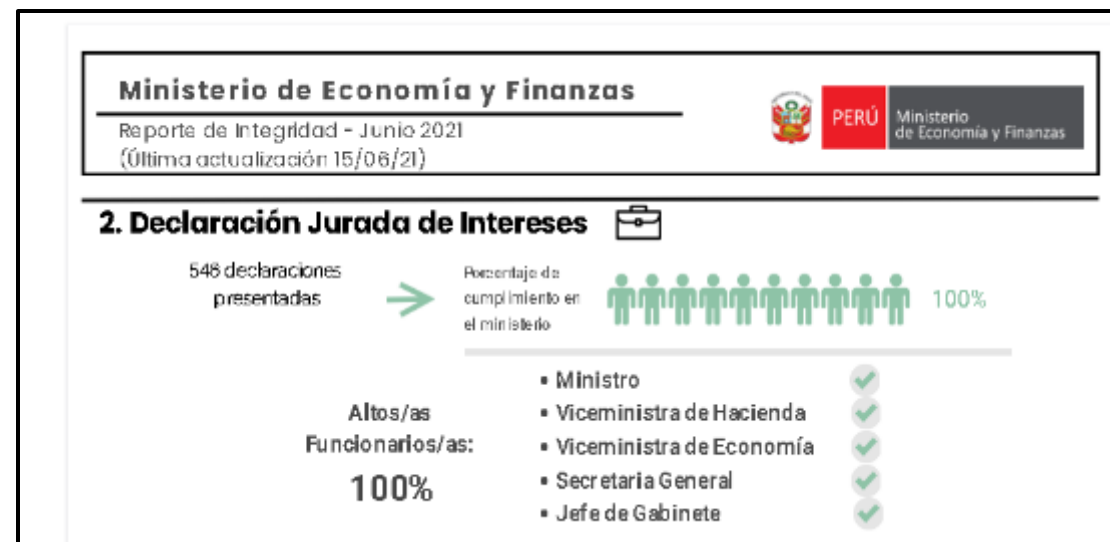 Ministerio de Economía y Finanzas
Reporte de Integridad - Junio 2021
(Última actualización 15/06/21)
PERÚ
Ministerio
de Economía y Finanzas
2. Declaración Jurada de Intereses
548 declaraciones
presentadas
Porcentaje de
cumplimiento en
el ministerio
100%
Altos/as
Funcionarios/as:
100%
▪ Ministro
▪ Viceministra de Hacienda
▪ Viceministra de Economía
▪ Secretaria General
▪ Jefe de Gabinete